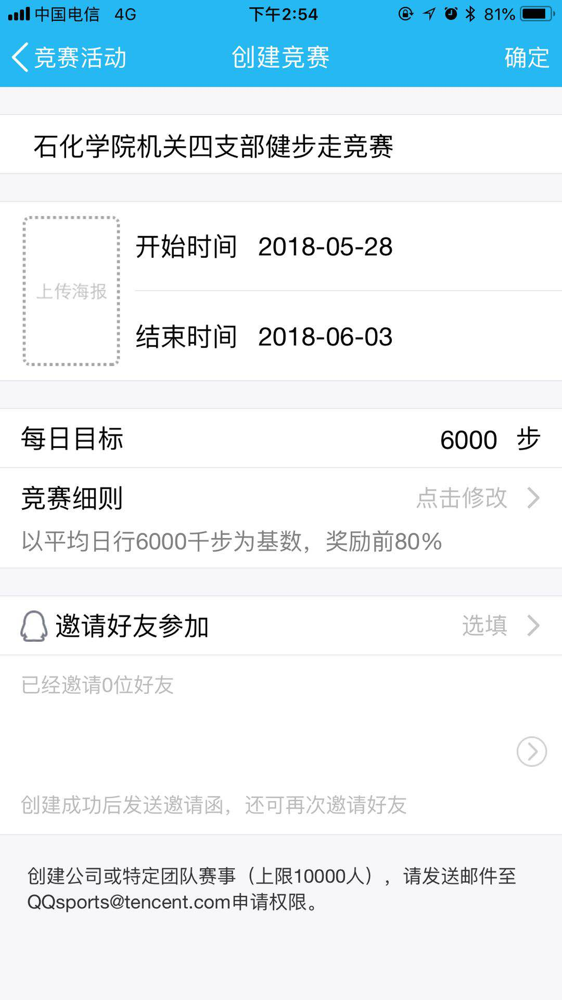 中国电信 4G 下午2:54 81%
竞赛活动 创建竞赛 确定
石化学院机关四支部健步走竞赛
开始时间 2018-05-28
上传海报
结束时间 2018-06-03
每日目标 6000 步
竞赛细则 点击修改
以平均日行6000千步为基数，奖励前80%
邀请好友参加 选填
已经邀请0位好友
创建成功后发送邀请函，还可再次邀请好友
创建公司或特定团队赛事（上限10000人），请发送邮件至
QQsports@tencent.com申请权限。